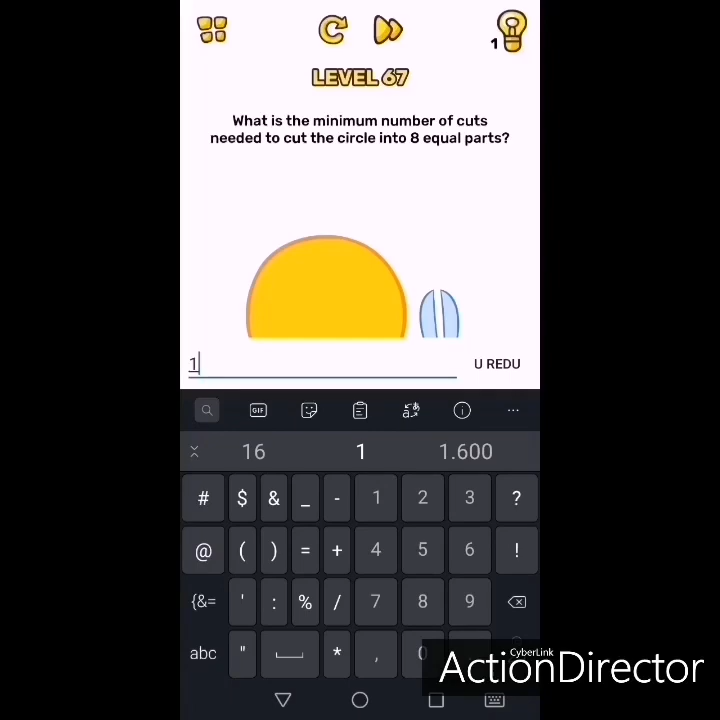 1
LEVEL 67
What is the minimum number of cuts
needed to cut the circle into 8 equal parts?
1
U REDU
GIF
16 1 1.600
# $ & _ - 1 2 3 ?
@ ( ) = + 4 5 6 !
{&= ' : % / 7 8 9
abc " * , 0
CyberLink
ActionDirector